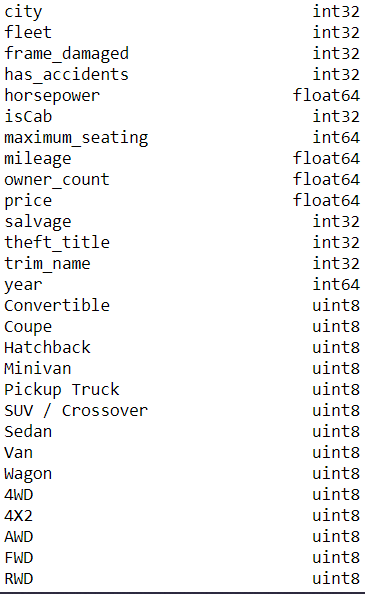 city int32
fleet int32
frame_damaged int32
has_accidents int32
horsepower float64
isCab int32
maximum_seating int64
mileage float64
owner_count float64
price float64
salvage int32
theft_title int32
trim_name int32
year int64
Convertible uint8
Coupe uint8
Hatchback uint8
Minivan uint8
Pickup Truck uint8
SUV / Crossover uint8
Sedan uint8
Van uint8
Wagon uint8
4WD uint8
4X2 uint8
AWD uint8
FWD uint8
RWD uint8